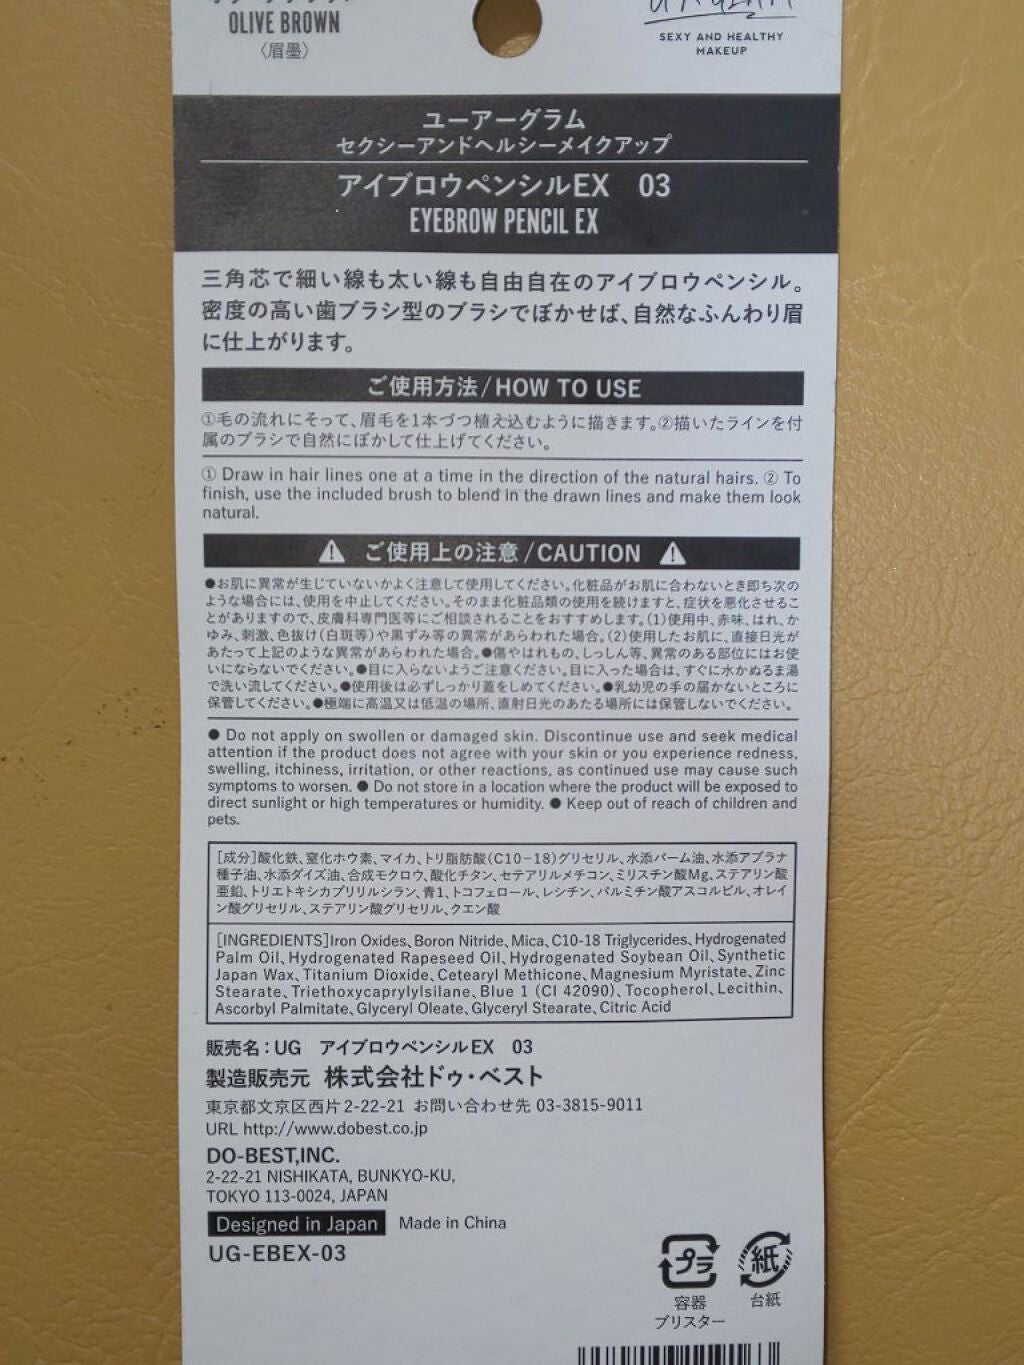 OLIVE BROWN
〈眉墨〉
SEXY AND HEALTHY
MAKEUP
ユーアーグラム
セクシーアンドヘルシーメイクアップ
アイブロウペンシルEX 03
EYEBROW PENCIL EX
三角芯で細い線も太い線も自由自在のアイブロウペンシル。
密度の高い歯ブラシ型のブラシでぼかせば、自然なふんわり眉
に仕上がります。
ご使用方法/HOW TO USE
①毛の流れにそって、眉毛を1本づつ植え込むように描きます。②描いたラインを付
属のブラシで自然にぼかして仕上げてください。
① Draw in hair lines one at a time in the direction of the natural hairs. ② To
finish, use the included brush to blend in the drawn lines and make them look
natural.
ご使用上の注意/CAUTION
●お肌に異常が生じていないかよく注意して使用してください。化粧品がお肌に合わないとき即ち次の
ような場合には、使用を中止してください。そのまま化粧品類の使用を続けますと、症状を悪化させるこ
とがありますので、皮膚科専門医等にご相談されることをおすすめします。(1)使用中、赤味、はれ、か
ゆみ、刺激、色抜け(白斑等)や黒ずみ等の異常があらわれた場合。(2)使用したお肌に、直接日光が
あたって上記のような異常があらわれた場合。●傷やはれもの、しっしん等、異常のある部位にはお使
いにならないでください。●目に入らないようご注意ください。目に入った場合は、すぐに水かぬるま湯
で洗い流してください。●使用後は必ずしっかり蓋をしめてください。●乳幼児の手の届かないところに
保管してください。●極端に高温又は低温の場所、直射日光のあたる場所には保管しないでください。
● Do not apply on swollen or damaged skin. Discontinue use and seek medical
attention if the product does not agree with your skin or you experience redness,
swelling, itchiness, irritation, or other reactions, as continued use may cause such
symptoms to worsen. ● Do not store in a location where the product will be exposed to
direct sunlight or high temperatures or humidity. ● Keep out of reach of children and
pets.
[成分]酸化鉄、窒化ホウ素、マイカ、トリ脂肪酸(C10-18)グリセリル、水添パーム油、水添アブラナ
種子油、水添ダイズ油、合成モクロウ、酸化チタン、セテアリルメチコン、ミリスチン酸Mg、ステアリン酸
亜鉛、トリエトキシカプリリルシラン、青1、トコフェロール、レシチン、パルミチン酸アスコルビル、オレイ
ン酸グリセリル、ステアリン酸グリセリル、クエン酸
[INGREDIENTS]Iron Oxides、Boron Nitride、Mica、C10-18 Triglycerides、Hydrogenated
Palm Oil、Hydrogenated Rapeseed Oil、Hydrogenated Soybean Oil、Synthetic
Japan Wax、Titanium Dioxide、Cetearyl Methicone、Magnesium Myristate、Zinc
Stearate、Triethoxycaprylylsilane、Blue 1 (CI 42090)、Tocopherol、Lecithin、
Ascorbyl Palmitate、Glyceryl Oleate、Glyceryl Stearate、Citric Acid
販売名：UG アイブロウペンシルEX 03
製造販売元 株式会社ドゥ・ベスト
東京都文京区西片2-22-21 お問い合わせ先 03-3815-9011
URL http://www.dobest.co.jp
DO-BEST,INC.
2-22-21 NISHIKATA, BUNKYO-KU,
TOKYO 113-0024, JAPAN
Designed in Japan Made in China
UG-EBEX-03
プラ 紙
容器 台紙
ブリスター